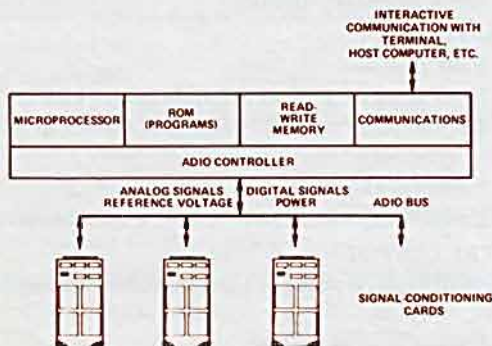 INTERACTIVE
COMMUNICATION WITH
TERMINAL,
HOST COMPUTER, ETC.
MICROPROCESSOR
ROM
(PROGRAMS)
READ-
WRITE
MEMORY
COMMUNICATIONS
ADIO CONTROLLER
ANALOG SIGNALS
REFERENCE VOLTAGE
DIGITAL SIGNALS
POWER
ADIO BUS
SIGNAL-CONDITIONING
CARDS